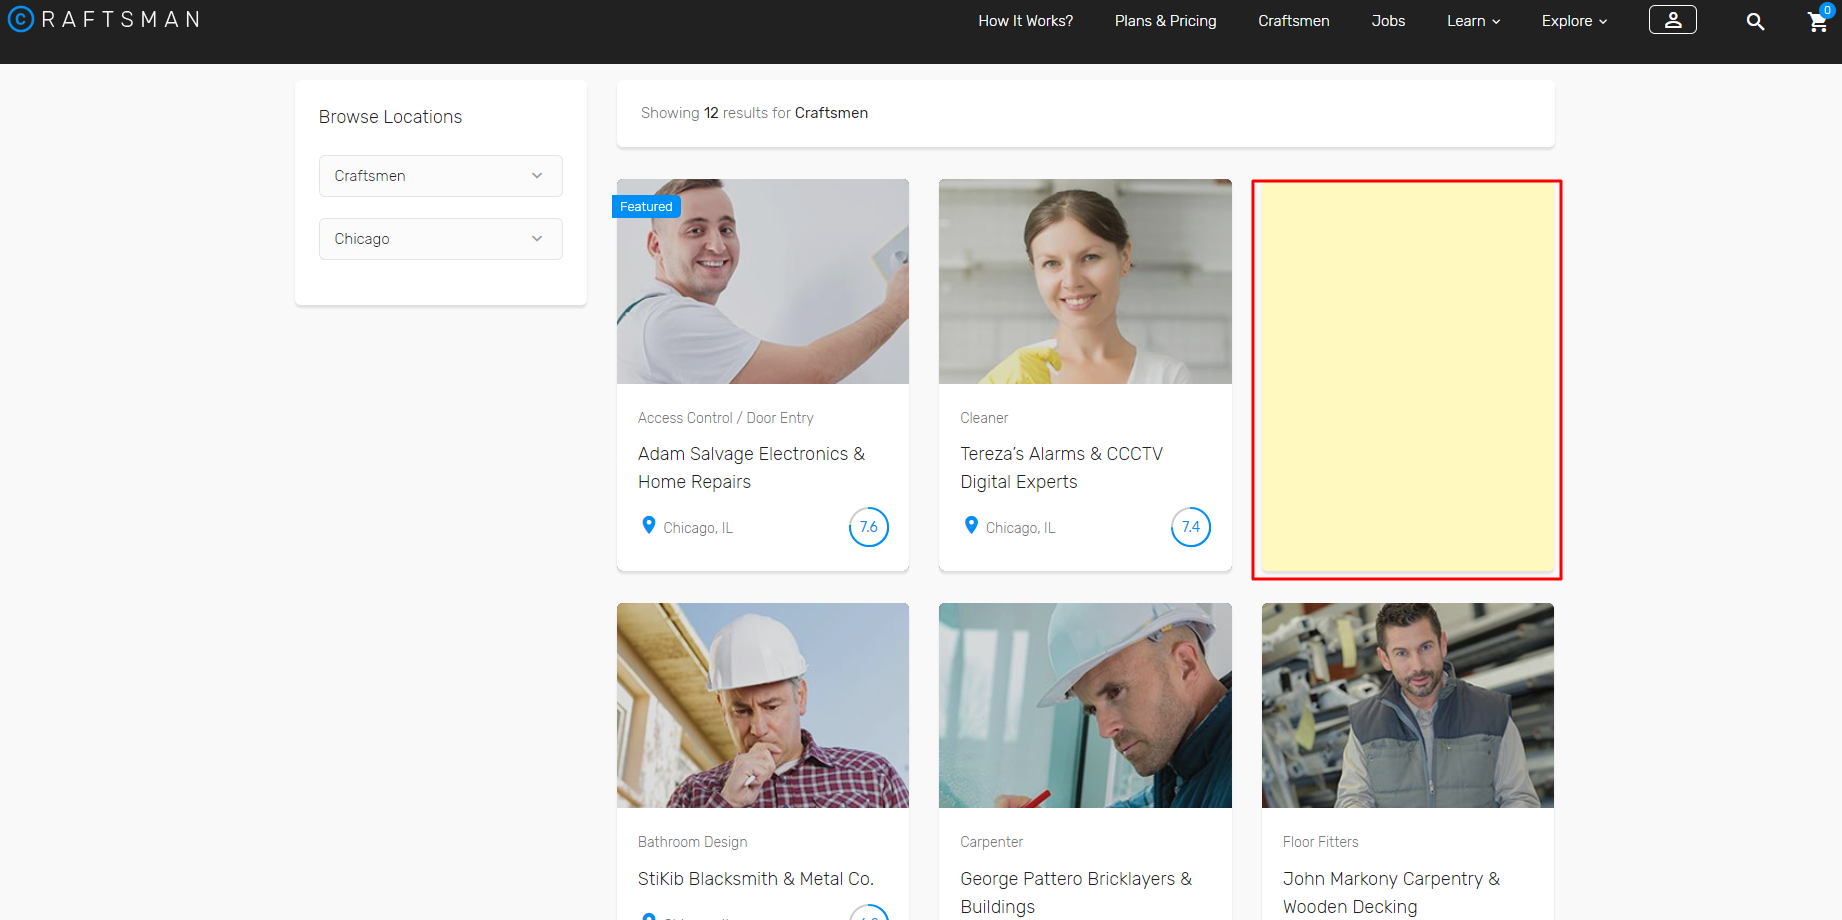 CRAFTSMAN
How It Works?
Plans & Pricing
Craftsmen
Jobs
Learn
Explore
0
Browse Locations
Craftsmen
Chicago
Showing 12 results for Craftsmen
Featured
Access Control / Door Entry
Adam Salvage Electronics &
Home Repairs
Chicago, IL
7.6
Cleaner
Tereza's Alarms & CCCTV
Digital Experts
Chicago, IL
7.4
Bathroom Design
StiKib Blacksmith & Metal Co.
Carpenter
George Pattero Bricklayers &
Buildings
Floor Fitters
John Markony Carpentry &
Wooden Decking